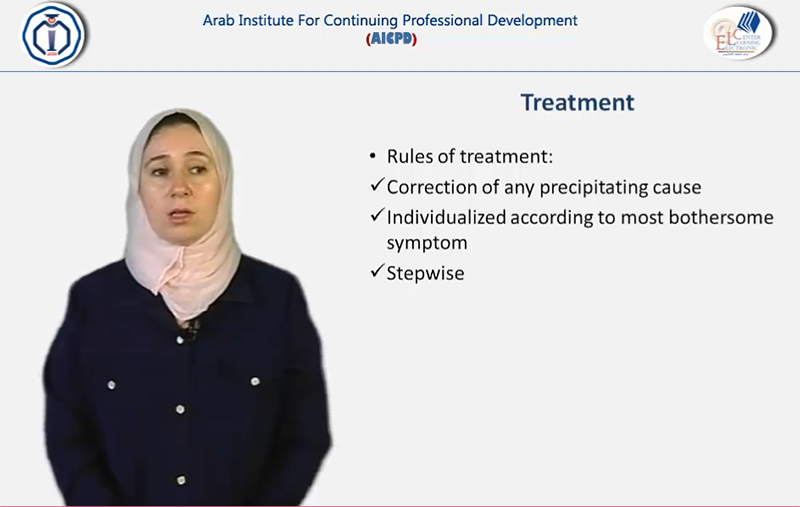 Arab Institute For Continuing Professional Development
(AICPD)
Treatment
• Rules of treatment:
✓Correction of any precipitating cause
✓Individualized according to most bothersome
symptom
✓Stepwise